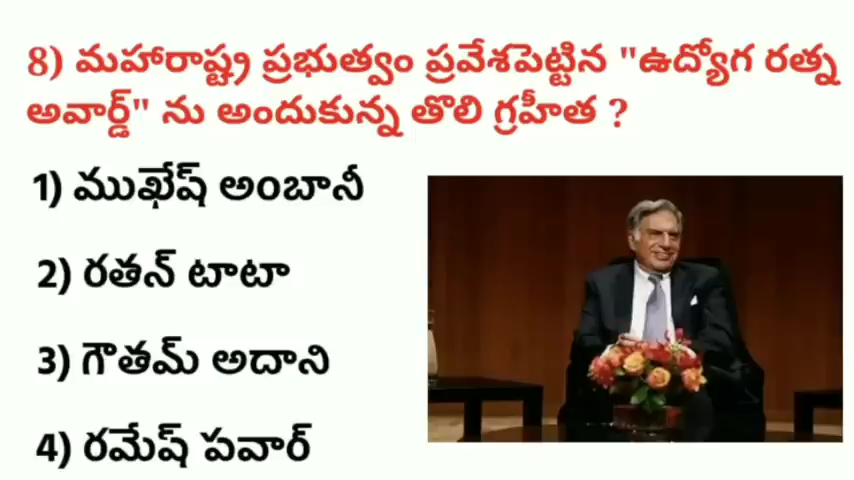 8) మహారాష్ట్ర ప్రభుత్వం ప్రవేశపెట్టిన "ఉద్యోగ రత్న
అవార్డ్" ను అందుకున్న తొలి గ్రహీత ?
1) ముఖేష్ అంబానీ
2) రతన్ టాటా
3) గౌతమ్ అదాని
4) రమేష్ పవార్